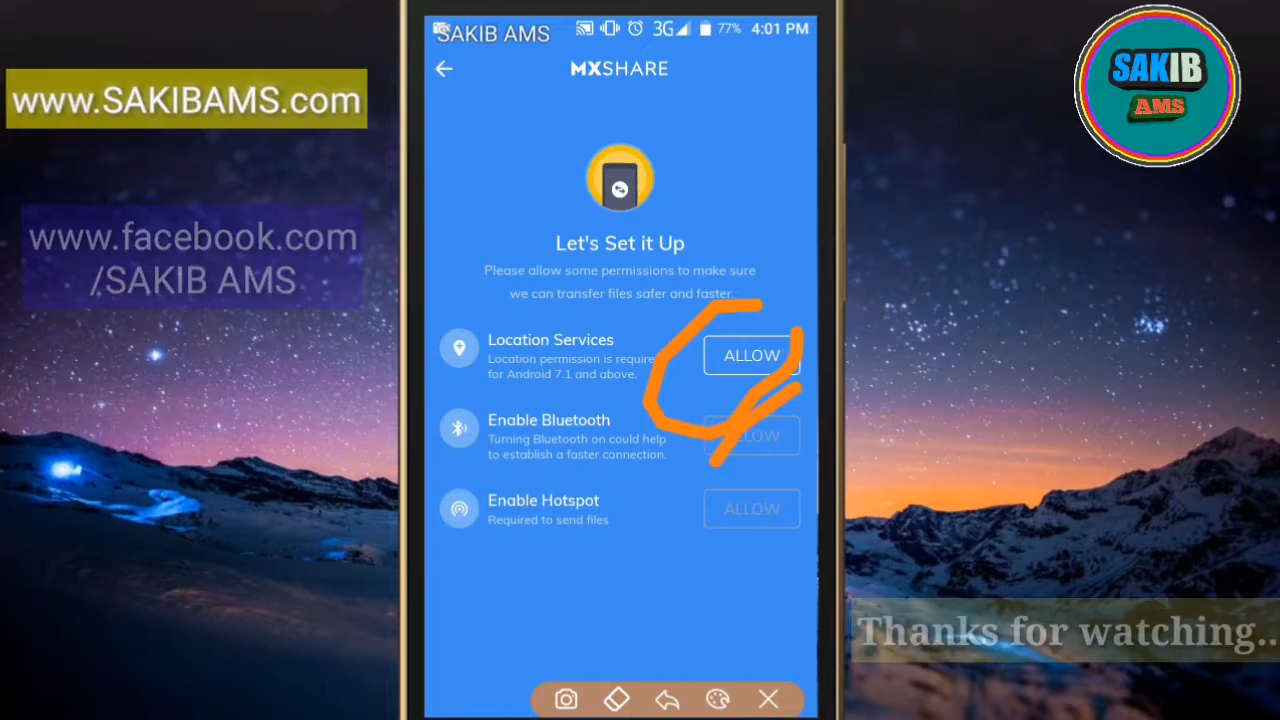 SAKIB AMS
3G 77% 4:01 PM
MXSHARE
www.SAKIBAMS.com
SAKIB
AMS
www.facebook.com
/SAKIB AMS
Let's Set it Up
Please allow some permissions to make sure
we can transfer files safer and faster.
Location Services
Location permission is require
for Android 7.1 and above.
ALLOW
Enable Bluetooth
Turning Bluetooth on could help
to establish a faster connection.
ALLOW
Enable Hotspot
Required to send files
ALLOW
Thanks for watching..